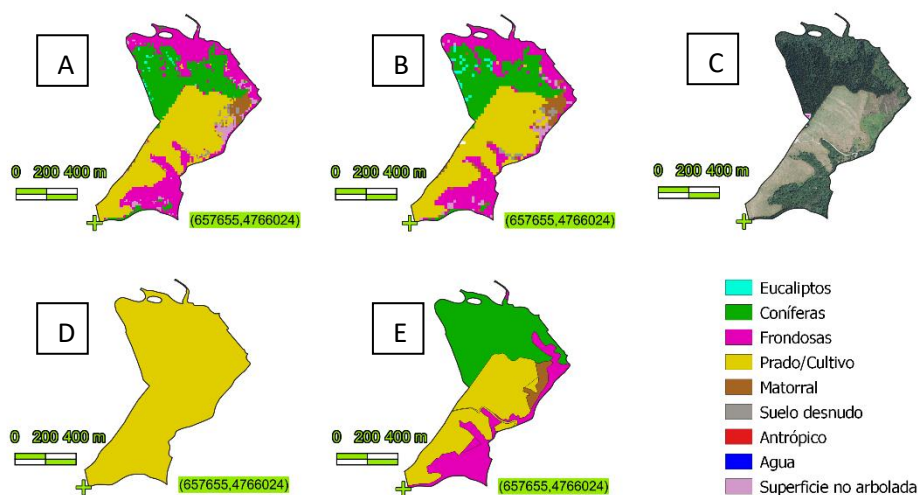 A
0 200 400 m
(657655,4766024)
B
0 200 400 m
(657655,4766024)
C
0 200 400 m
D
0 200 400 m
(657655,4766024)
E
0 200 400 m
(657655,4766024)
Eucaliptos
Coníferas
Frondosas
Prado/Cultivo
Matorral
Suelo desnudo
Antrópico
Agua
Superficie no arbolada